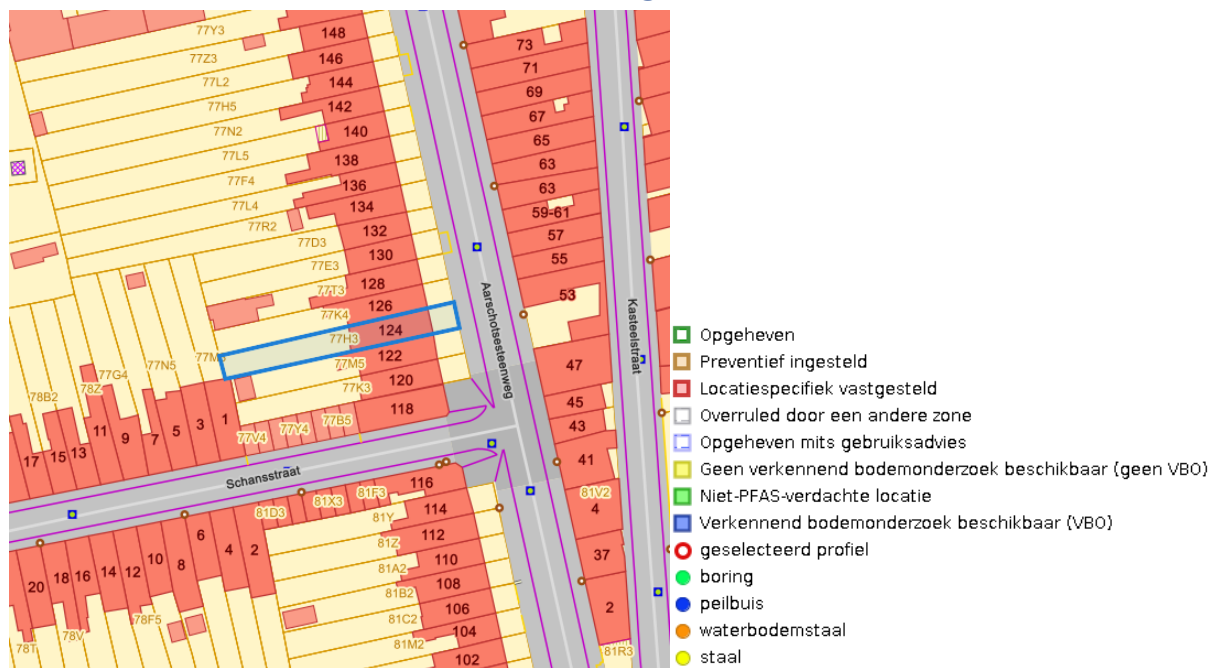 77Y3
148
73
77Z3
146
71
77L2
144
69
77H5
142
67
77N2
140
65
77L5
138
63
77F4
136
63
77L4
134
59-61
77R2
132
57
77D3
130
55
77E3
128
53
77T3
126
77K4
124
77H3
122
47
77M5
120
45
77K3
118
43
77B5
77Y4
77V4
41
Aarschotsesteenweg
Kasteelstraat
Schansstraat
77N5
77G4
78Z
78B2
1
3
5
7
9
11
13
15
17
116
81F3
81X3
81D3
81V2
4
81Y
114
81Z
112
37
81A2
110
81B2
108
2
81C2
106
81M2
104
102
81R3
2
4
6
8
10
12
14
16
18
20
78F5
78V
Opgeheven
Preventief ingesteld
Locatiespecifiek vastgesteld
Overruled door een andere zone
Opgeheven mits gebruiksadvies
Geen verkennend bodemonderzoek beschikbaar (geen VBO)
Niet-PFAS-verdachte locatie
Verkennend bodemonderzoek beschikbaar (VBO)
geselecteerd profiel
boring
peilbuis
waterbodemstaal
staal